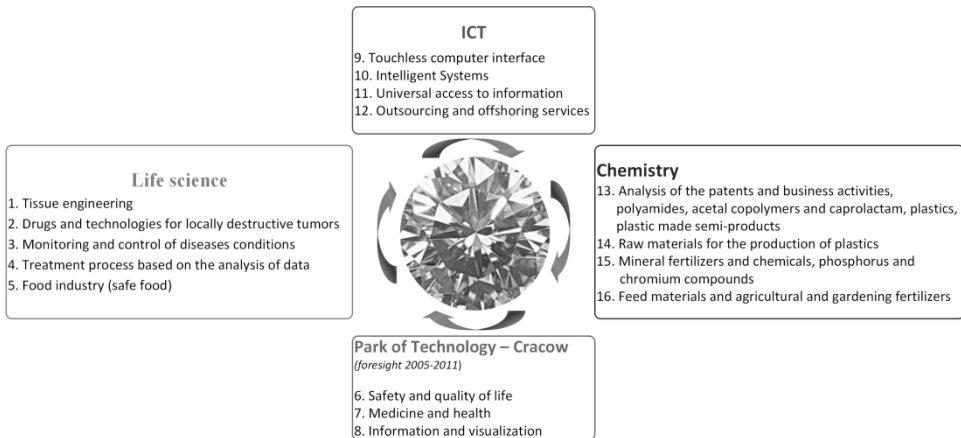 ICT
9. Touchless computer interface
10. Intelligent Systems
11. Universal access to information
12. Outsourcing and offshoring services
Life science
1. Tissue engineering
2. Drugs and technologies for locally destructive tumors
3. Monitoring and control of diseases conditions
4. Treatment process based on the analysis of data
5. Food industry (safe food)
Chemistry
13. Analysis of the patents and business activities,
polyamides, acetal copolymers and caprolactam, plastics,
plastic made semi-products
14. Raw materials for the production of plastics
15. Mineral fertilizers and chemicals, phosphorus and
chromium compounds
16. Feed materials and agricultural and gardening fertilizers
Park of Technology – Cracow
(foresight 2005-2011)
6. Safety and quality of life
7. Medicine and health
8. Information and visualization